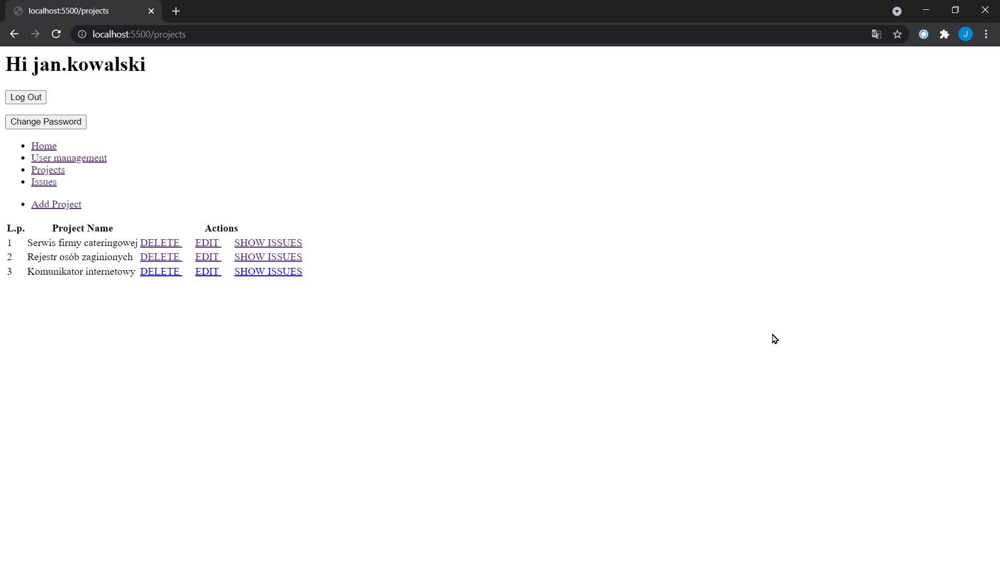 localhost:5500/projects
localhost:5500/projects
J
Hi jan.kowalski
Log Out
Change Password
Home
User management
Projects
Issues
Add Project
L.p. Project Name Actions
1 Serwis firmy cateringowej DELETE EDIT SHOW ISSUES
2 Rejestr osób zaginionych DELETE EDIT SHOW ISSUES
3 Komunikator internetowy DELETE EDIT SHOW ISSUES